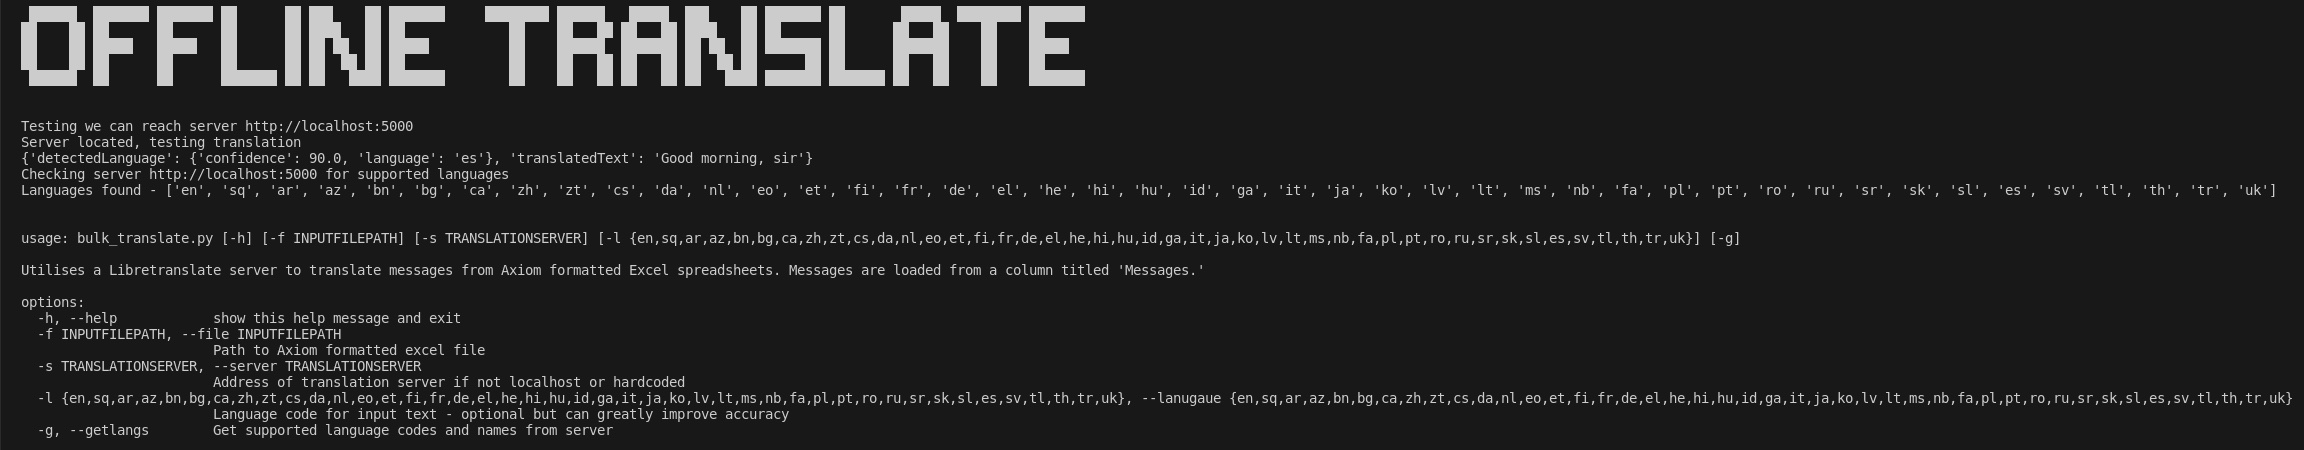 OFFLINE TRANSLATE
Testing we can reach server http://localhost:5000
Server located, testing translation
{'detectedLanguage': {'confidence': 90.0, 'language': 'es'}, 'translatedText': 'Good morning, sir'}
Checking server http://localhost:5000 for supported languages
Languages found - ['en', 'sq', 'ar', 'az', 'bn', 'bg', 'ca', 'zh', 'zt', 'cs', 'da', 'nl', 'eo', 'et', 'fi', 'fr', 'de', 'el', 'he', 'hi', 'hu', 'id', 'ga', 'it', 'ja', 'ko', 'lv', 'lt', 'ms', 'nb', 'fa', 'pl', 'pt', 'ro', 'ru', 'sr', 'sk', 'sl', 'es', 'sv', 'tl', 'th', 'tr', 'uk']
usage: bulk_translate.py [-h] [-f INPUTFILEPATH] [-s TRANSLATIONSERVER] [-l {en,sq,ar,az,bn,bg,ca,zh,zt,cs,da,nl,eo,et,fi,fr,de,el,he,hi,hu,id,ga,it,ja,ko,lv,lt,ms,nb,fa,pl,pt,ro,ru,sr,sk,sl,es,sv,tl,th,tr,uk}] [-g]
Utilises a Libretranslate server to translate messages from Axiom formatted Excel spreadsheets. Messages are loaded from a column titled 'Messages.'
options:
-h, --help show this help message and exit
-f INPUTFILEPATH, --file INPUTFILEPATH
Path to Axiom formatted excel file
-s TRANSLATIONSERVER, --server TRANSLATIONSERVER
Address of translation server if not localhost or hardcoded
-l {en,sq,ar,az,bn,bg,ca,zh,zt,cs,da,nl,eo,et,fi,fr,de,el,he,hi,hu,id,ga,it,ja,ko,lv,lt,ms,nb,fa,pl,pt,ro,ru,sr,sk,sl,es,sv,tl,th,tr,uk}, --lanugaue {en,sq,ar,az,bn,bg,ca,zh,zt,cs,da,nl,eo,et,fi,fr,de,el,he,hi,hu,id,ga,it,ja,ko,lv,lt,ms,nb,fa,pl,pt,ro,ru,sr,sk,sl,es,sv,tl,th,tr,uk}
Language code for input text - optional but can greatly improve accuracy
-g, --getlangs Get supported language codes and names from server